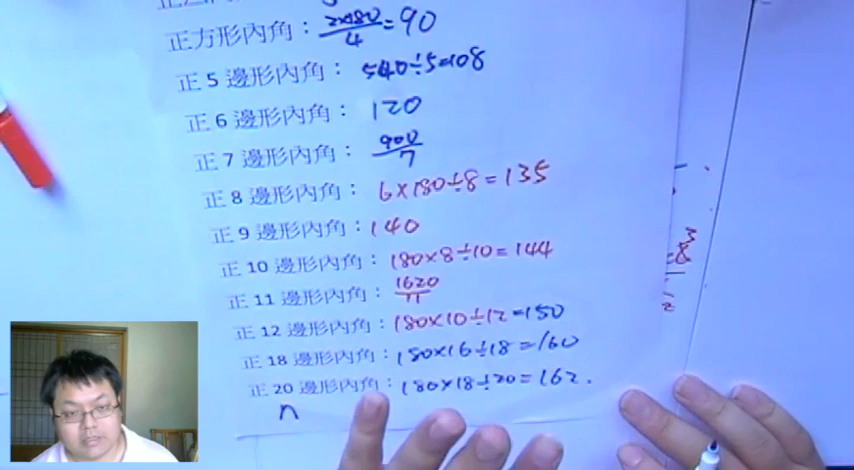 正方形內角：2×180/4=90
正5邊形內角：540÷5=108
正6邊形內角：120
正7邊形內角：900/7
正8邊形內角：6×180÷8=135
正9邊形內角：140
正10邊形內角：180×8÷10=144
正11邊形內角：1620/11
正12邊形內角：180×10÷12=150
正18邊形內角：180×16÷18=160
正20邊形內角：180×18÷20=162.
n